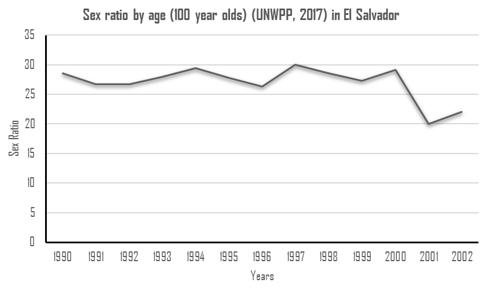 Sex ratio by age (100 year olds) (UNWPP, 2017) in El Salvador
35
30
25
20
15
10
5
0
Sex Ratio
1990 1991 1992 1993 1994 1995 1996 1997 1998 1999 2000 2001 2002
Years